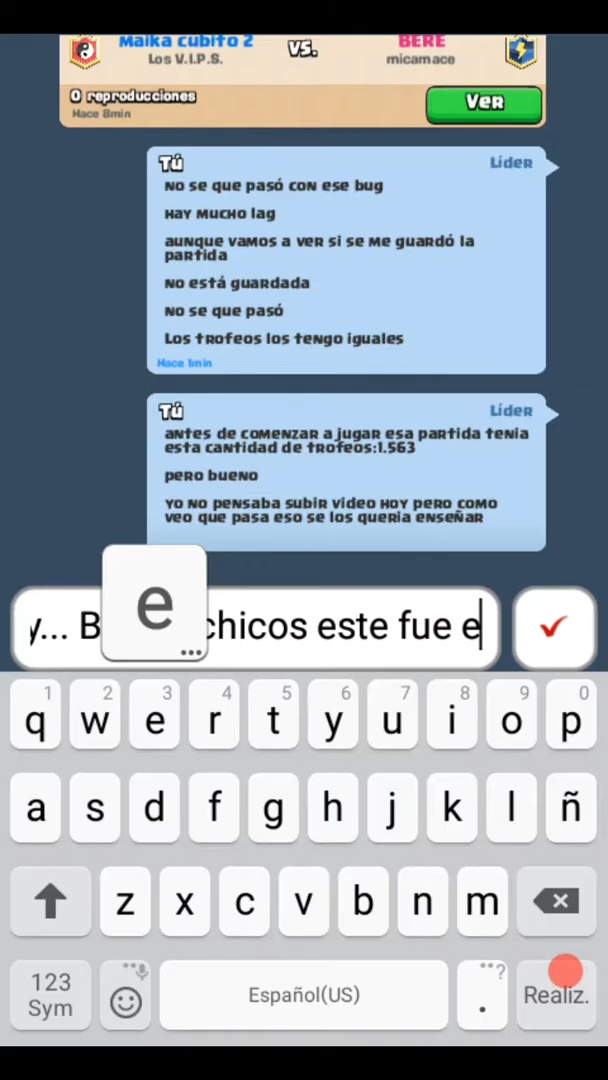 Maika cubito 2
Los V.I.P.S.
VS.
BERE
micamace
0 reproducciones
Hace 8min
Ver
Tú
Líder
no se que pasó con ese bug
Hay mucho lag
aunque vamos a ver si se me guardó la
partida
no está guardada
no se que pasó
Los trofeos los tengo iguales
Hace 1min
Tú
Líder
antes de comenzar a jugar esa partida tenia
esta cantidad de trofeos:1.563
pero bueno
yo no pensaba subir video hoy pero como
veo que pasa eso se los queria enseñar
y... B chicos este fue e
e
1 2 3 4 5 6 7 8 9 0
q w e r t y u i o p
a s d f g h j k l ñ
z x c v b n m
123
Sym
Español(US)
. ?
Realiz.